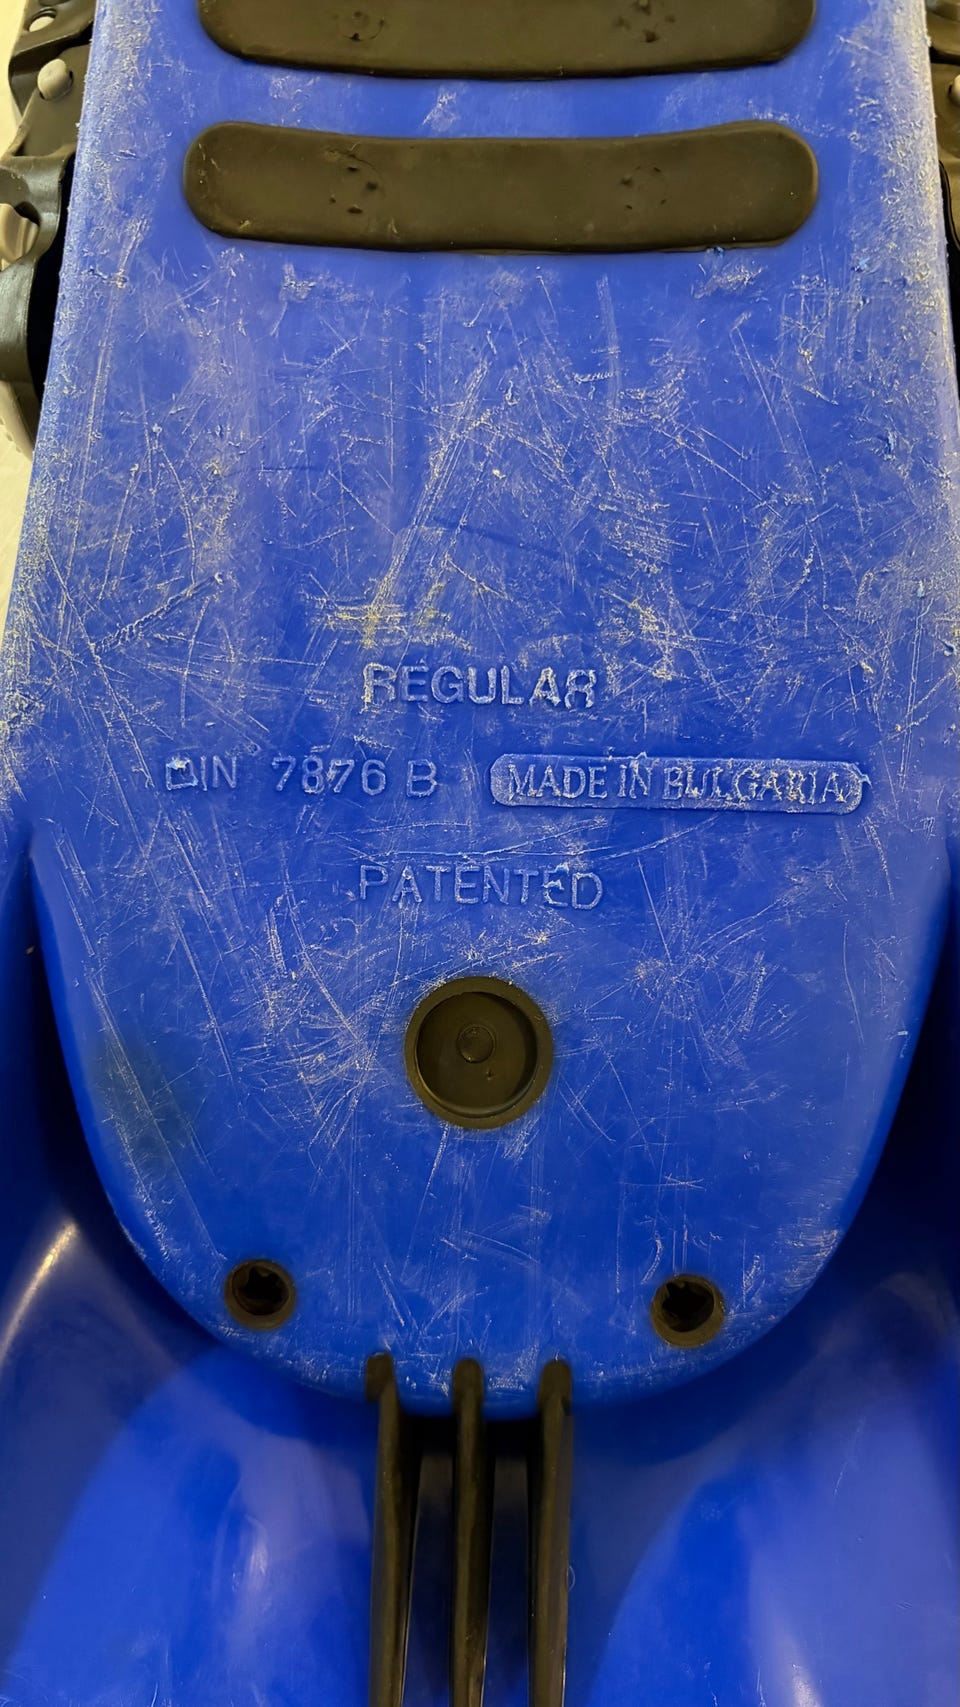 REGULAR
DIN 7876 B MADE IN BULGARIA
PATENTED